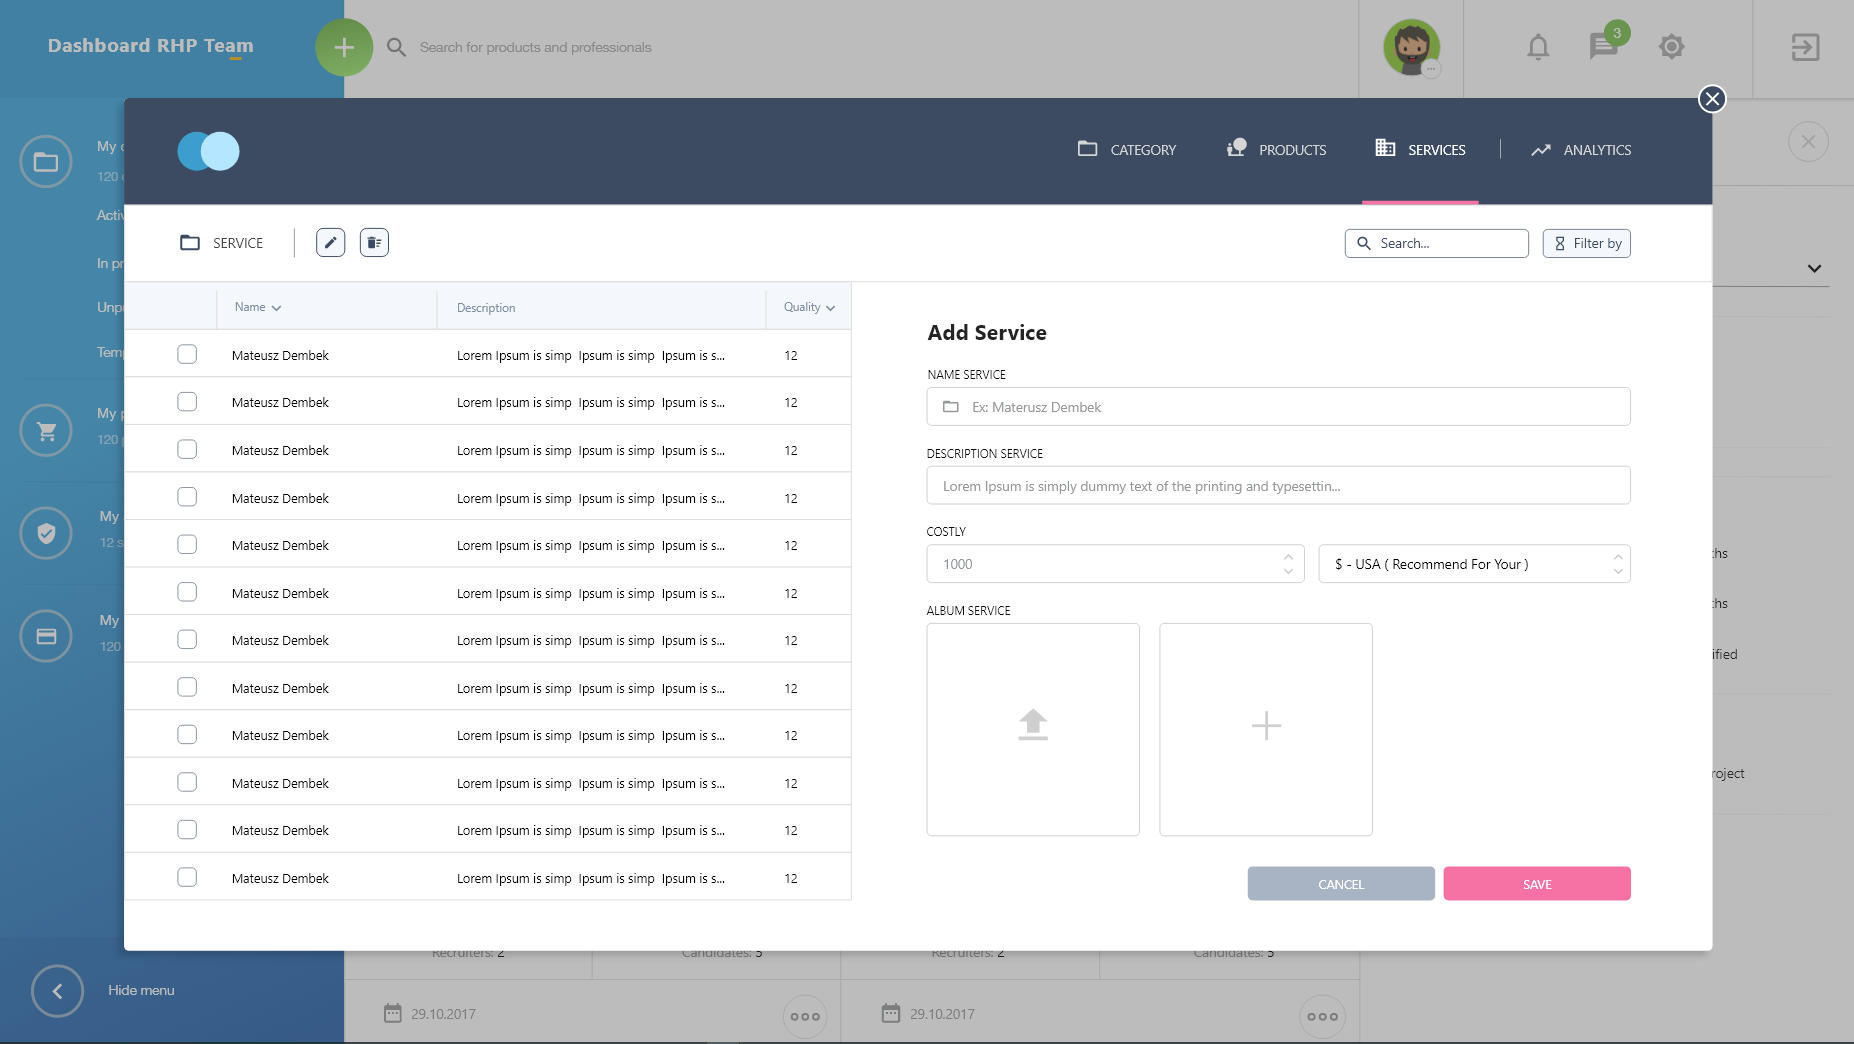 Dashboard RHP Team
Search for products and professionals
3
CATEGORY
PRODUCTS
SERVICES
ANALYTICS
SERVICE
Search...
Filter by
Name
Description
Quality
Mateusz Dembek Lorem Ipsum is simp Ipsum is simp Ipsum is s... 12
Mateusz Dembek Lorem Ipsum is simp Ipsum is simp Ipsum is s... 12
Mateusz Dembek Lorem Ipsum is simp Ipsum is simp Ipsum is s... 12
Mateusz Dembek Lorem Ipsum is simp Ipsum is simp Ipsum is s... 12
Mateusz Dembek Lorem Ipsum is simp Ipsum is simp Ipsum is s... 12
Mateusz Dembek Lorem Ipsum is simp Ipsum is simp Ipsum is s... 12
Mateusz Dembek Lorem Ipsum is simp Ipsum is simp Ipsum is s... 12
Mateusz Dembek Lorem Ipsum is simp Ipsum is simp Ipsum is s... 12
Mateusz Dembek Lorem Ipsum is simp Ipsum is simp Ipsum is s... 12
Mateusz Dembek Lorem Ipsum is simp Ipsum is simp Ipsum is s... 12
Mateusz Dembek Lorem Ipsum is simp Ipsum is simp Ipsum is s... 12
Mateusz Dembek Lorem Ipsum is simp Ipsum is simp Ipsum is s... 12
Add Service
NAME SERVICE
Ex: Materusz Dembek
DESCRIPTION SERVICE
Lorem Ipsum is simply dummy text of the printing and typesettin...
COSTLY
1000
$ - USA ( Recommend For Your )
ALBUM SERVICE
CANCEL
SAVE
My
120
In
My
120
My
12
My
120
Hide menu
Recruiters: 2
Candidates: 5
Recruiters: 2
Candidates: 5
29.10.2017
29.10.2017